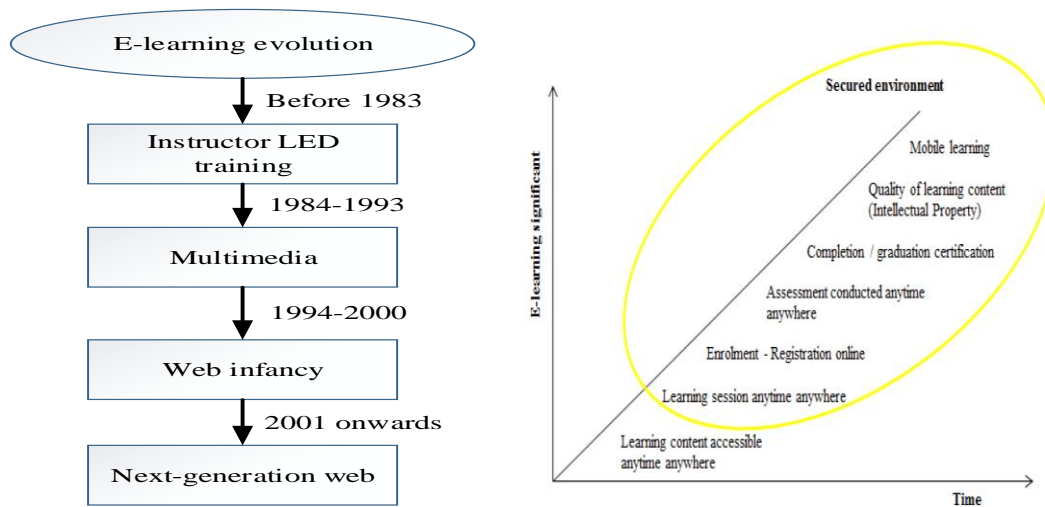 E-learning evolution
Before 1983
Instructor LED
training
1984-1993
Multimedia
1994-2000
Web infancy
2001 onwards
Next-generation web
E-learning significant
Secured environment
Mobile learning
Quality of learning content
(Intellectual Property)
Completion / graduation certification
Assessment conducted anytime
anywhere
Enrolment - Registration online
Learning session anytime anywhere
Learning content accessible
anytime anywhere
Time